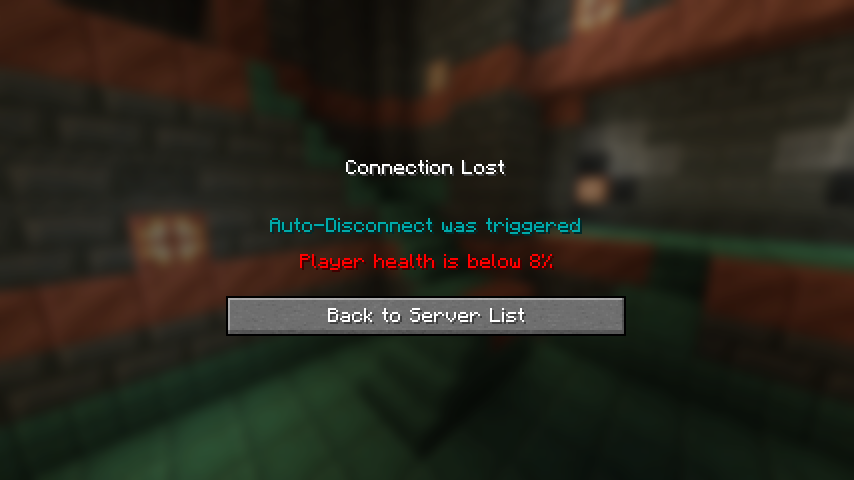 Connection Lost
Auto-Disconnect was triggered
Player health is below 8%
Back to Server List